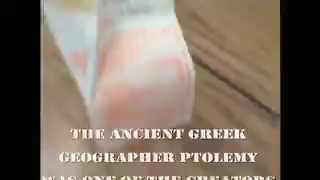 THE ANCIENT GREEK
GEOGRAPHER PTOLEMY
WAS ONE OF THE CREATORS